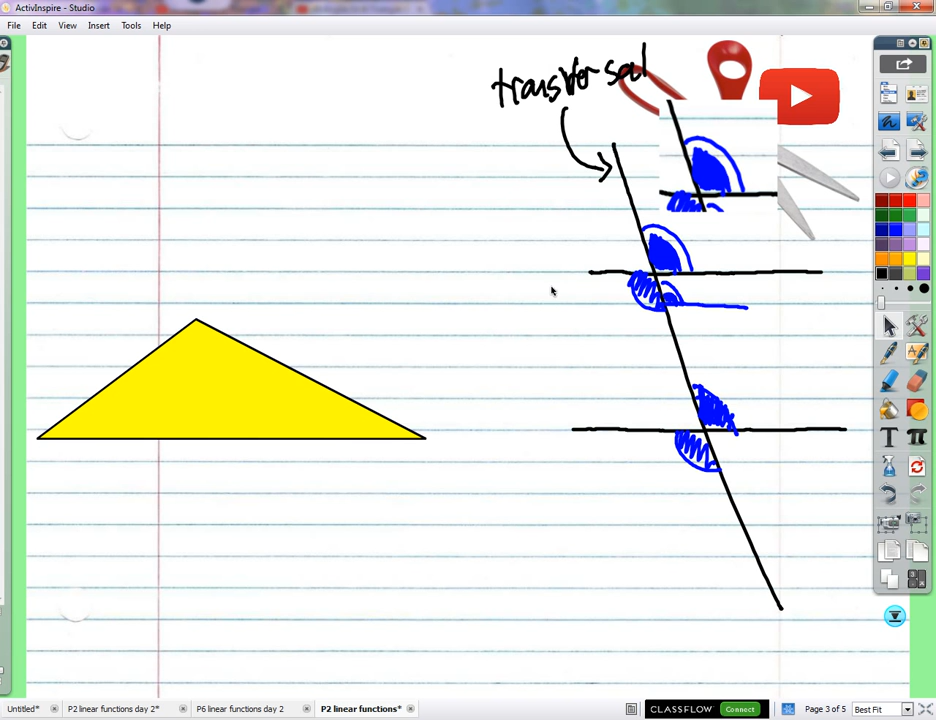 ActivInspire - Studio
File Edit View Insert Tools Help
transversal
Untitled* P2 linear functions day 2* P6 linear functions day 2 P2 linear functions* CLASSFLOW Connect Page 3 of 5 Best Fit